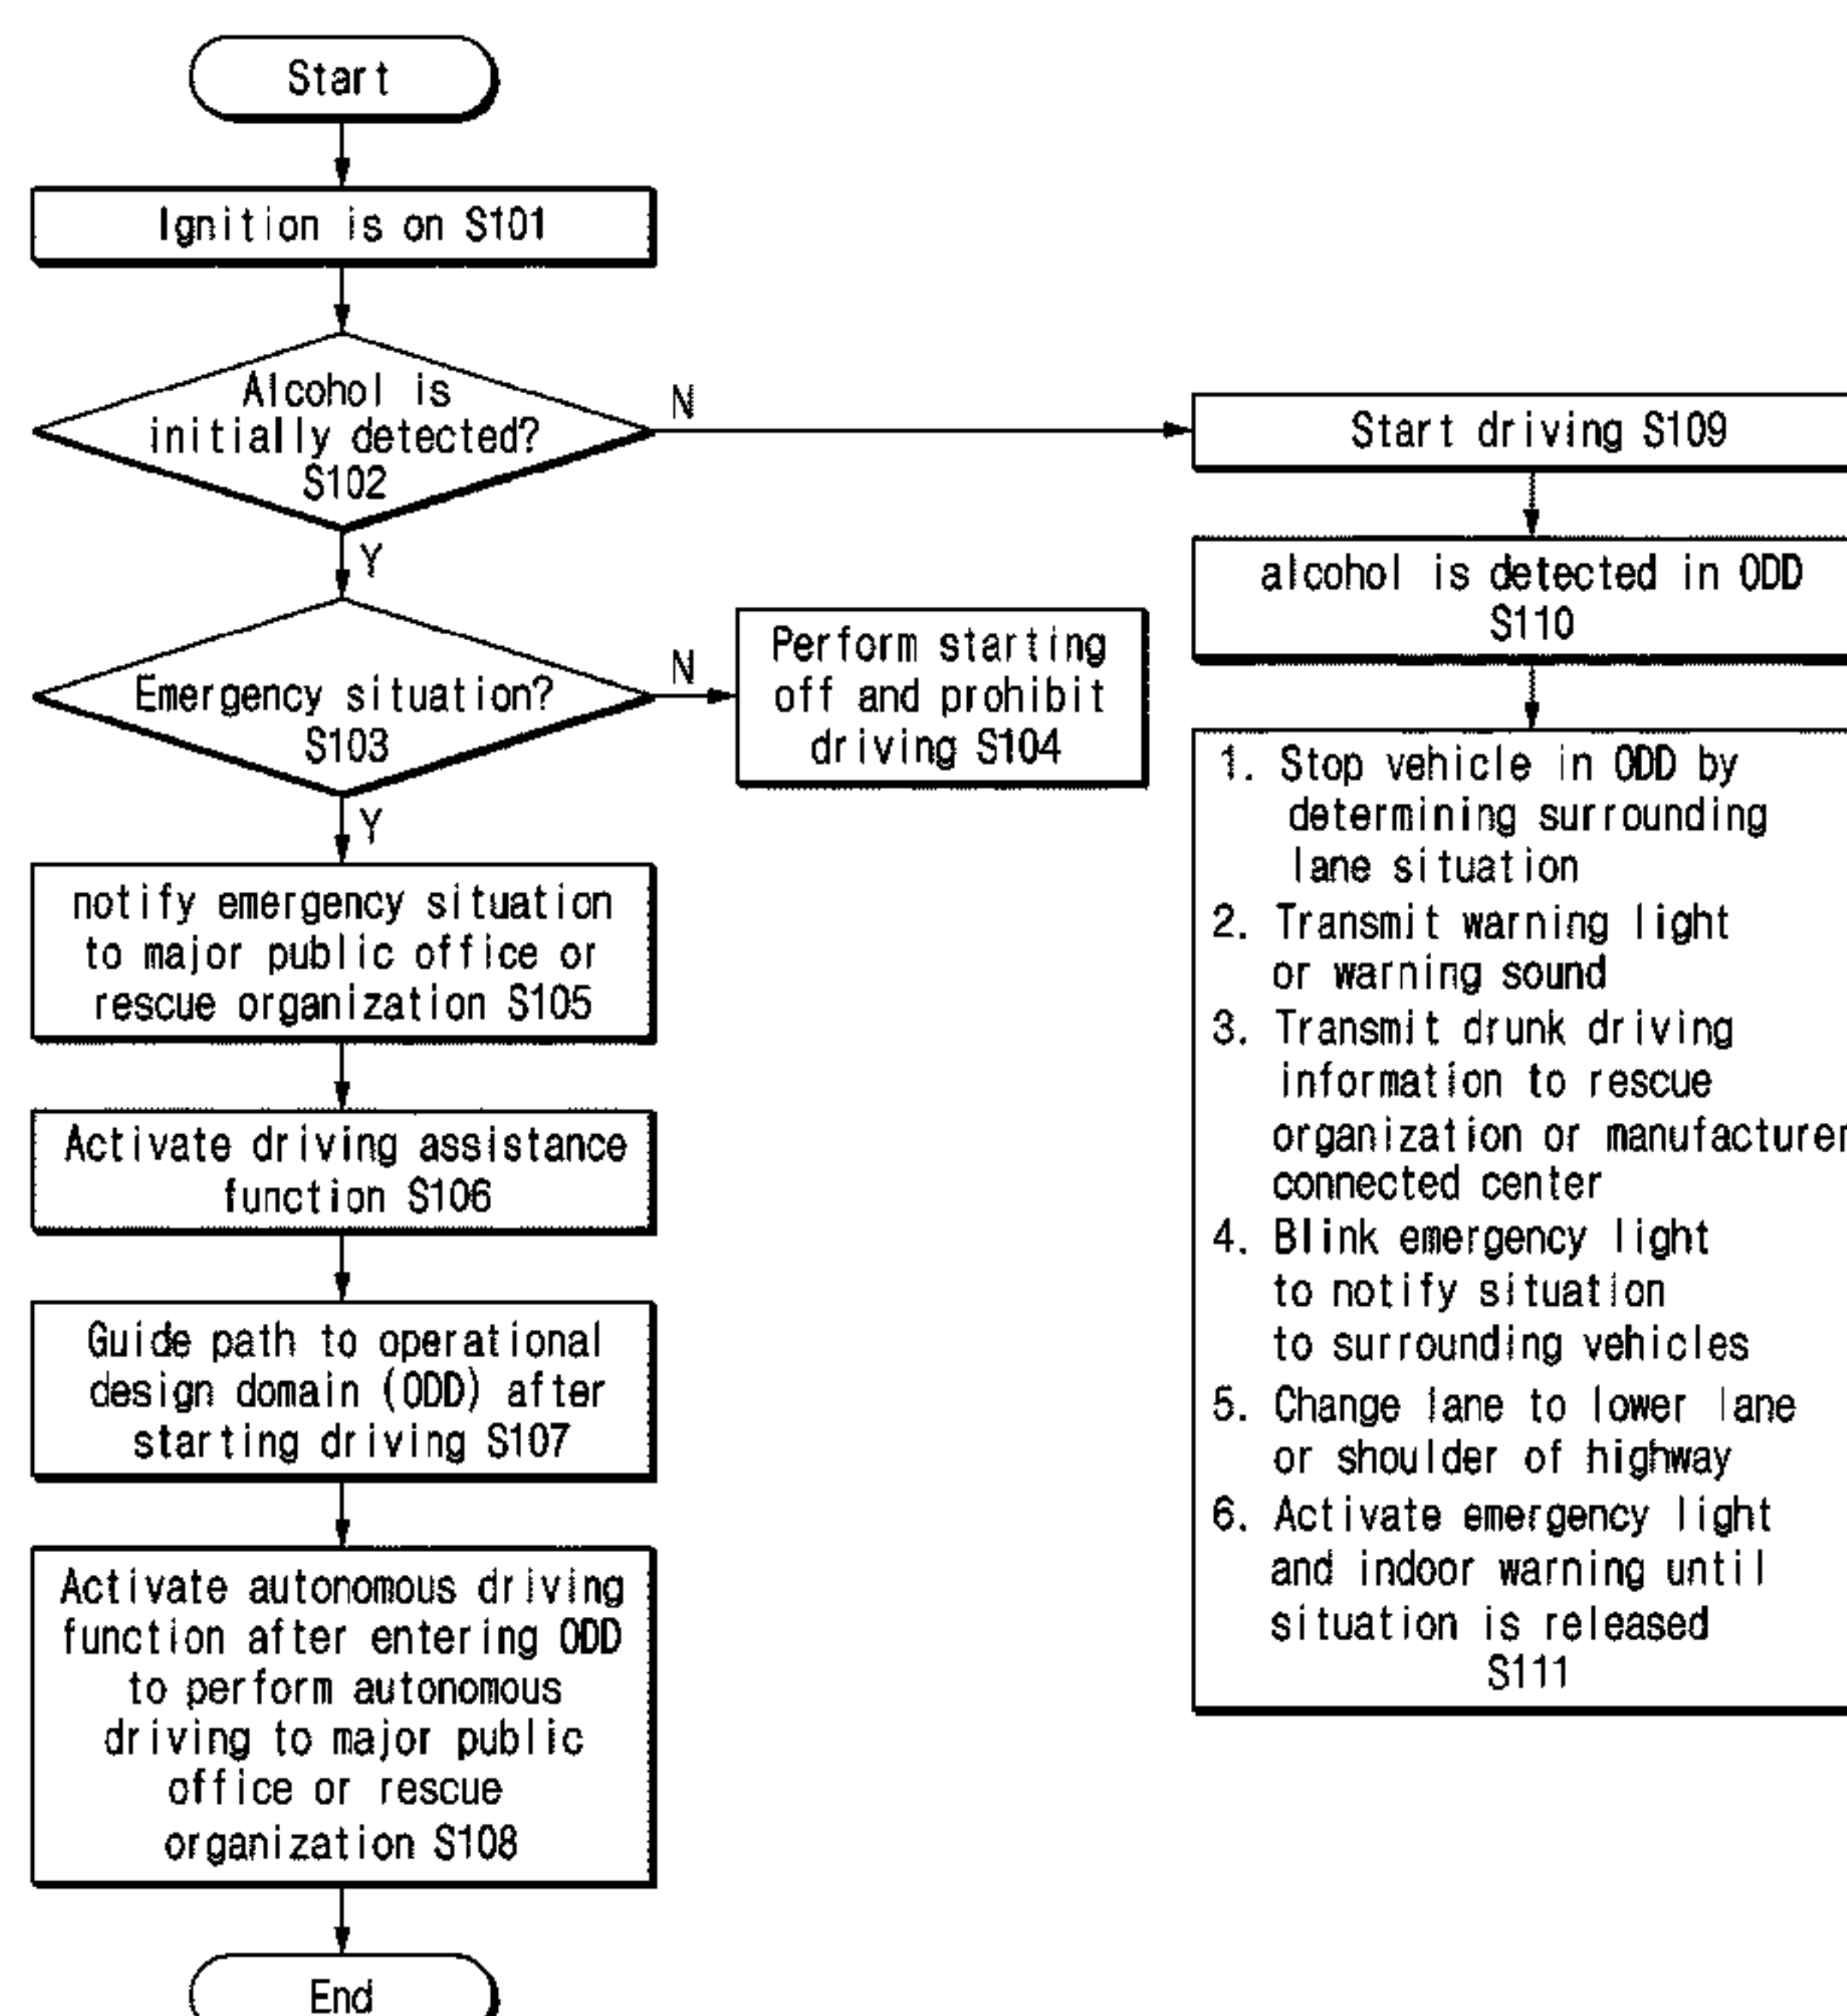 Start
Ignition is on S101
Alcohol is
initially detected?
S102
N
Y
Emergency situation?
S103
N
Y
Perform starting
off and prohibit
driving S104
notify emergency situation
to major public office or
rescue organization S105
Activate driving assistance
function S106
Guide path to operational
design domain (ODD) after
starting driving S107
Activate autonomous driving
function after entering ODD
to perform autonomous
driving to major public
office or rescue
organization S108
End
Start driving S109
alcohol is detected in ODD
S110
1. Stop vehicle in ODD by
determining surrounding
lane situation
2. Transmit warning light
or warning sound
3. Transmit drunk driving
information to rescue
organization or manufacturer
connected center
4. Blink emergency light
to notify situation
to surrounding vehicles
5. Change lane to lower lane
or shoulder of highway
6. Activate emergency light
and indoor warning until
situation is released
S111